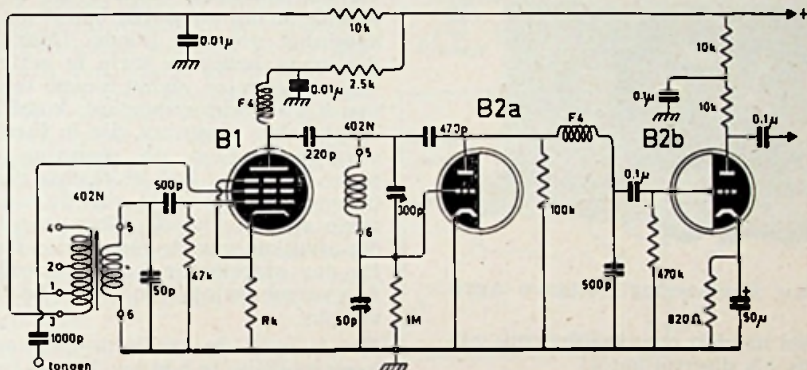 +
10k
0.01µ
10k
F4
0.01µ
2.5k
0.1µ
10k
B2a
402N
470p
F4
B2b
0.1µ
B1
5
220p
0.1µ
402N
500p
5
4
300p
100k
2
6
1
47k
50p
500p
470k
3
6
50p
1M
+
Rk
820Ω
50µ
1000p
tongen